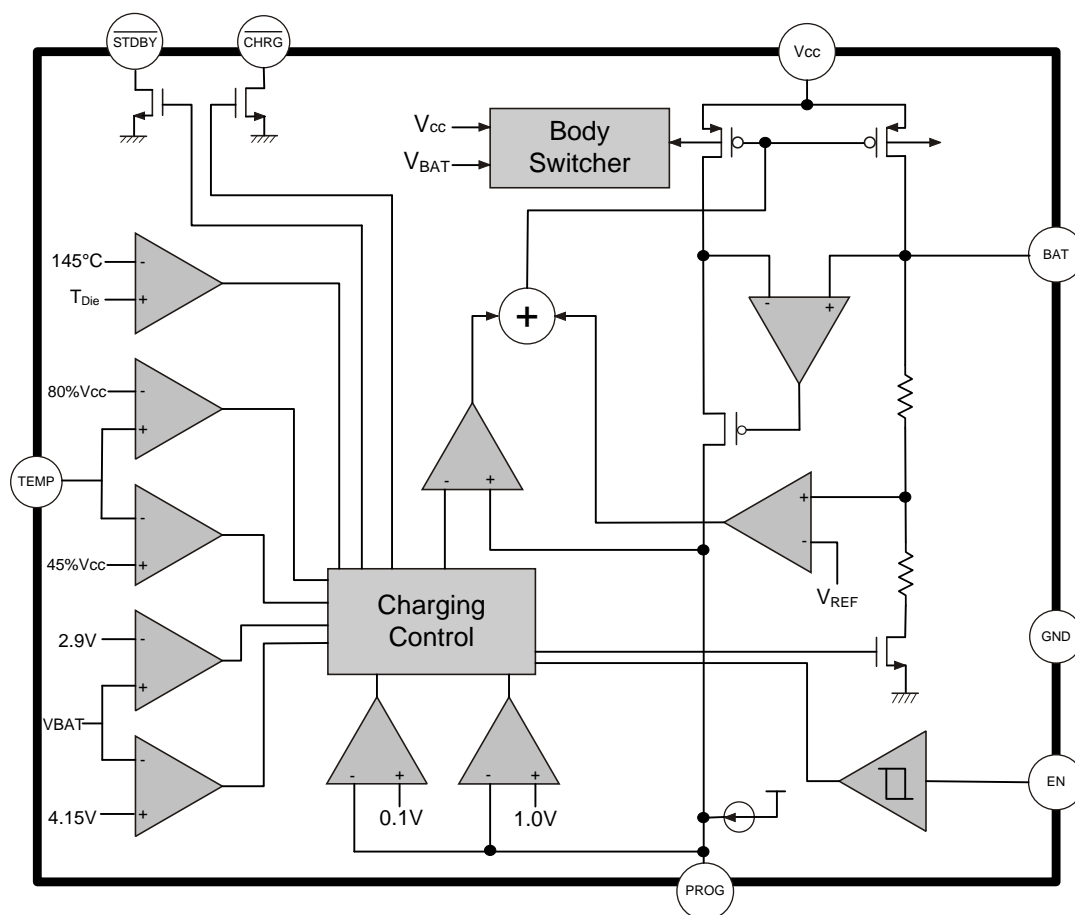 STDBY
CHRG
Vcc
Vcc
VBAT
Body
Switcher
145°C
-
TDie
+
BAT
+
-
+
80%Vcc
-
+
TEMP
-
45%Vcc
+
-
+
+
-
VREF
Charging
Control
2.9V
-
+
VBAT
-
4.15V
+
GND
-
+
0.1V
-
+
1.0V
EN
PROG